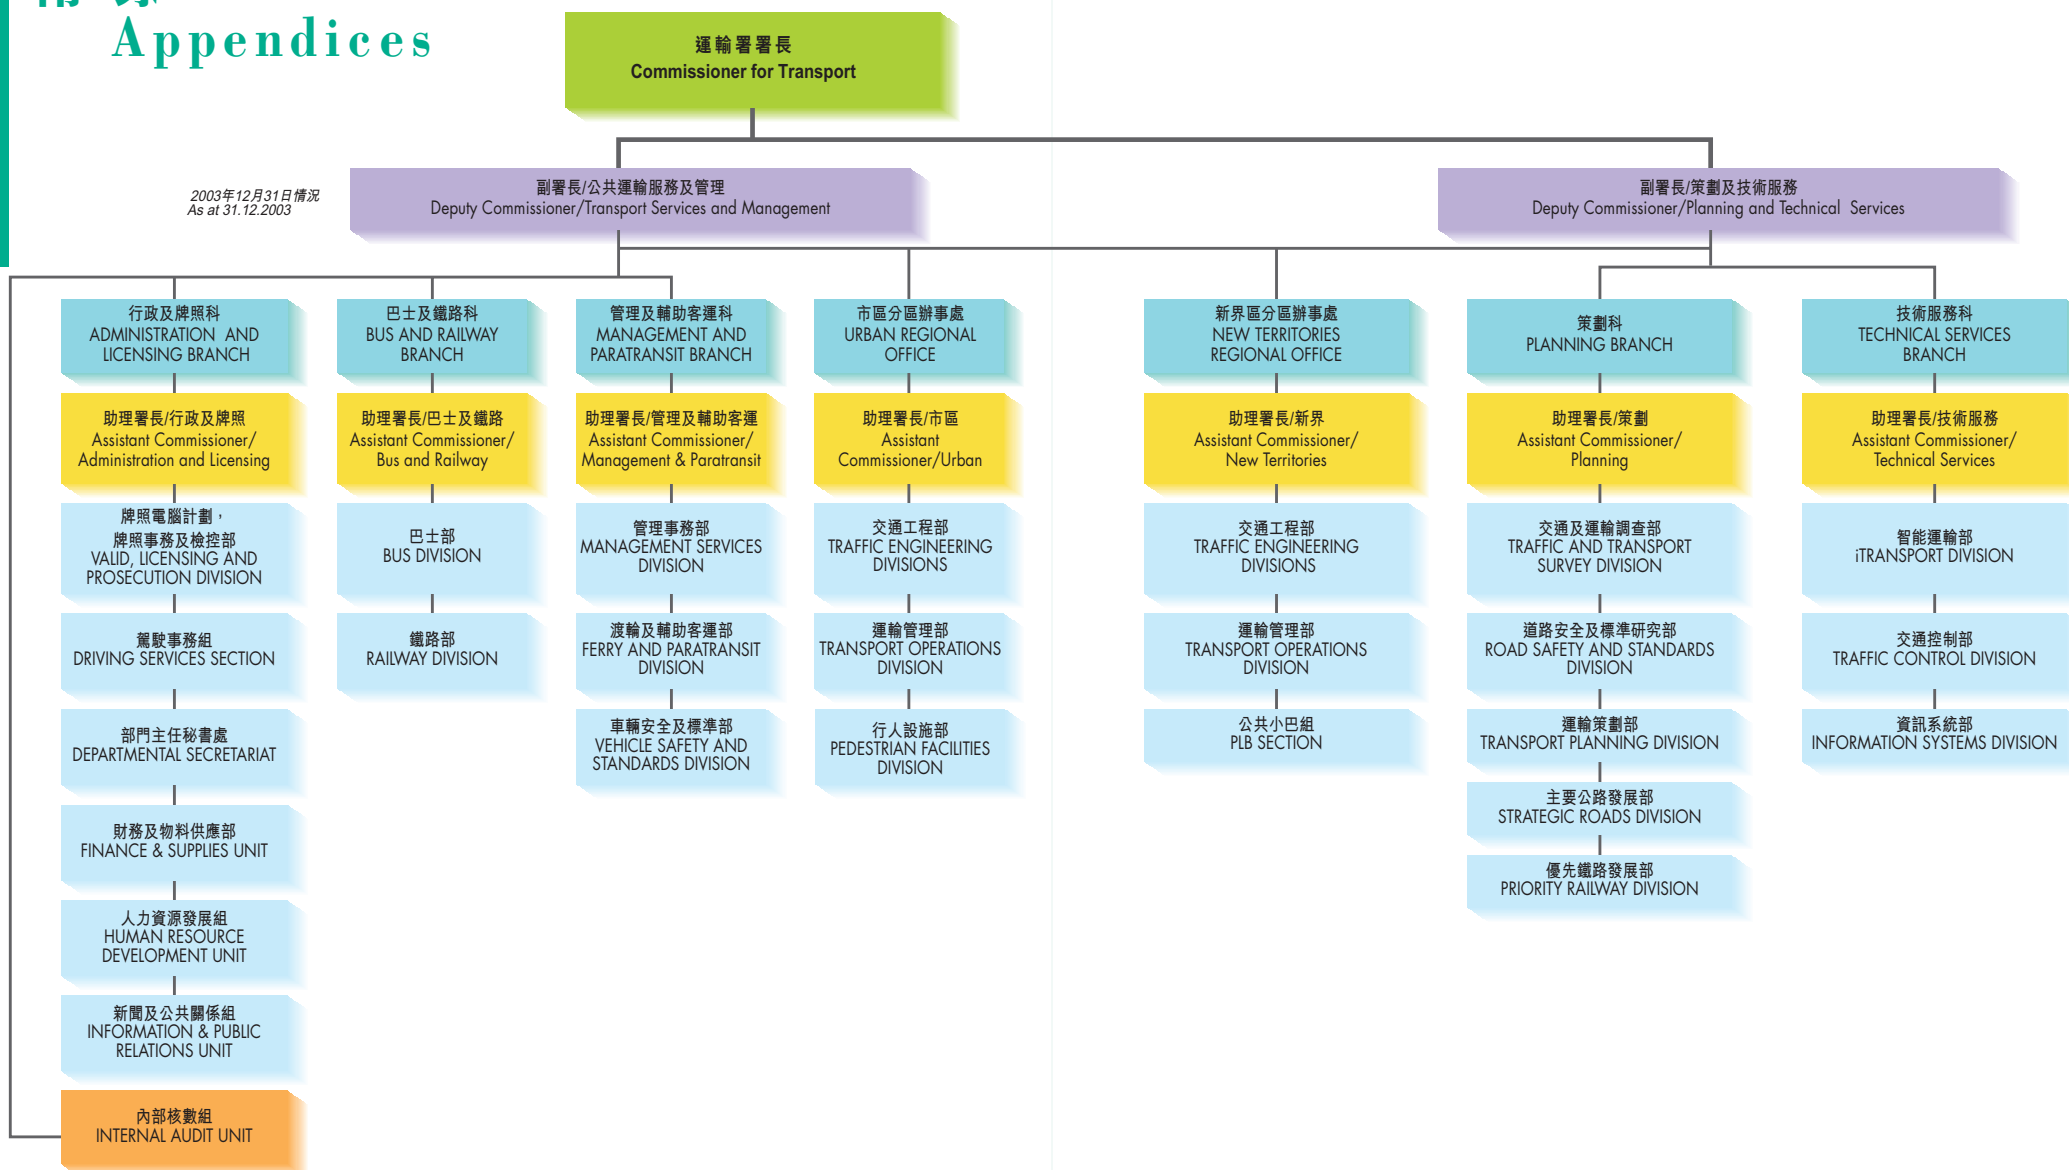 Appendices
運輸署署長
Commissioner for Transport
2003年12月31日情況
As at 31.12.2003
副署長/公共運輸服務及管理
Deputy Commissioner/Transport Services and Management
副署長/策劃及技術服務
Deputy Commissioner/Planning and Technical Services
行政及牌照科
ADMINISTRATION AND
LICENSING BRANCH
助理署長/行政及牌照
Assistant Commissioner/
Administration and Licensing
牌照電腦計劃，
牌照事務及檢控部
VALID, LICENSING AND
PROSECUTION DIVISION
駕駛事務組
DRIVING SERVICES SECTION
部門主任秘書處
DEPARTMENTAL SECRETARIAT
財務及物料供應部
FINANCE & SUPPLIES UNIT
人力資源發展組
HUMAN RESOURCE
DEVELOPMENT UNIT
新聞及公共關係組
INFORMATION & PUBLIC
RELATIONS UNIT
內部核數組
INTERNAL AUDIT UNIT
巴士及鐵路科
BUS AND RAILWAY
BRANCH
助理署長/巴士及鐵路
Assistant Commissioner/
Bus and Railway
巴士部
BUS DIVISION
鐵路部
RAILWAY DIVISION
管理及輔助客運科
MANAGEMENT AND
PARATRANSIT BRANCH
助理署長/管理及輔助客運
Assistant Commissioner/
Management & Paratransit
管理事務部
MANAGEMENT SERVICES
DIVISION
渡輪及輔助客運部
FERRY AND PARATRANSIT
DIVISION
車輛安全及標準部
VEHICLE SAFETY AND
STANDARDS DIVISION
市區分區辦事處
URBAN REGIONAL
OFFICE
助理署長/市區
Assistant
Commissioner/Urban
交通工程部
TRAFFIC ENGINEERING
DIVISIONS
運輸管理部
TRANSPORT OPERATIONS
DIVISION
行人設施部
PEDESTRIAN FACILITIES
DIVISION
新界區分區辦事處
NEW TERRITORIES
REGIONAL OFFICE
助理署長/新界
Assistant Commissioner/
New Territories
交通工程部
TRAFFIC ENGINEERING
DIVISIONS
運輸管理部
TRANSPORT OPERATIONS
DIVISION
公共小巴組
PLB SECTION
策劃科
PLANNING BRANCH
助理署長/策劃
Assistant Commissioner/
Planning
交通及運輸調查部
TRAFFIC AND TRANSPORT
SURVEY DIVISION
道路安全及標準研究部
ROAD SAFETY AND STANDARDS
DIVISION
運輸策劃部
TRANSPORT PLANNING DIVISION
主要公路發展部
STRATEGIC ROADS DIVISION
優先鐵路發展部
PRIORITY RAILWAY DIVISION
技術服務科
TECHNICAL SERVICES
BRANCH
助理署長/技術服務
Assistant Commissioner/
Technical Services
智能運輸部
iTRANSPORT DIVISION
交通控制部
TRAFFIC CONTROL DIVISION
資訊系統部
INFORMATION SYSTEMS DIVISION